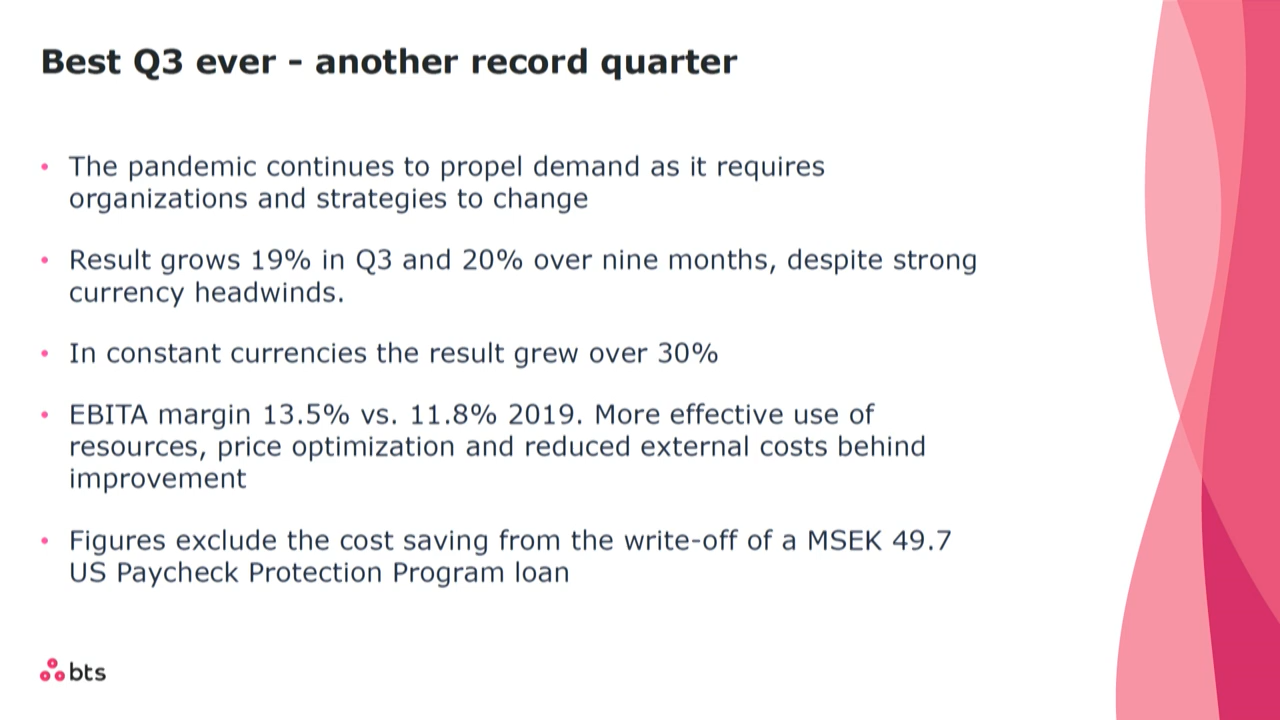 Best Q3 ever - another record quarter
• The pandemic continues to propel demand as it requires
organizations and strategies to change
• Result grows 19% in Q3 and 20% over nine months, despite strong
currency headwinds.
• In constant currencies the result grew over 30%
• EBITA margin 13.5% vs. 11.8% 2019. More effective use of
resources, price optimization and reduced external costs behind
improvement
• Figures exclude the cost saving from the write-off of a MSEK 49.7
US Paycheck Protection Program loan
bts